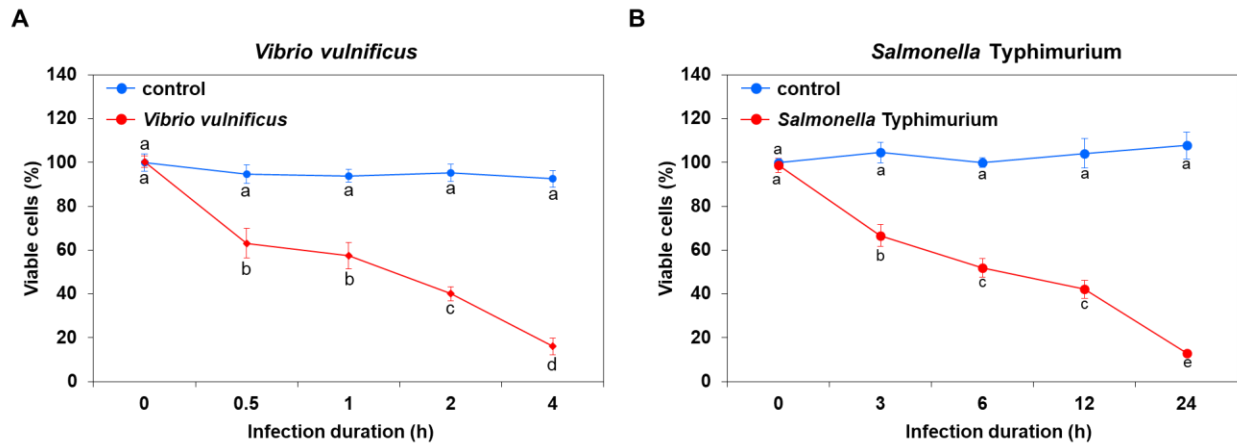 A
Vibrio vulnificus
140
120
100
80
60
40
20
0
Viable cells (%)
control
Vibrio vulnificus
a
a
a
a
a
a
b
b
c
d
0 0.5 1 2 4
Infection duration (h)
B
Salmonella Typhimurium
140
120
100
80
60
40
20
0
Viable cells (%)
control
Salmonella Typhimurium
a
a
a
a
a
a
b
c
c
e
0 3 6 12 24
Infection duration (h)